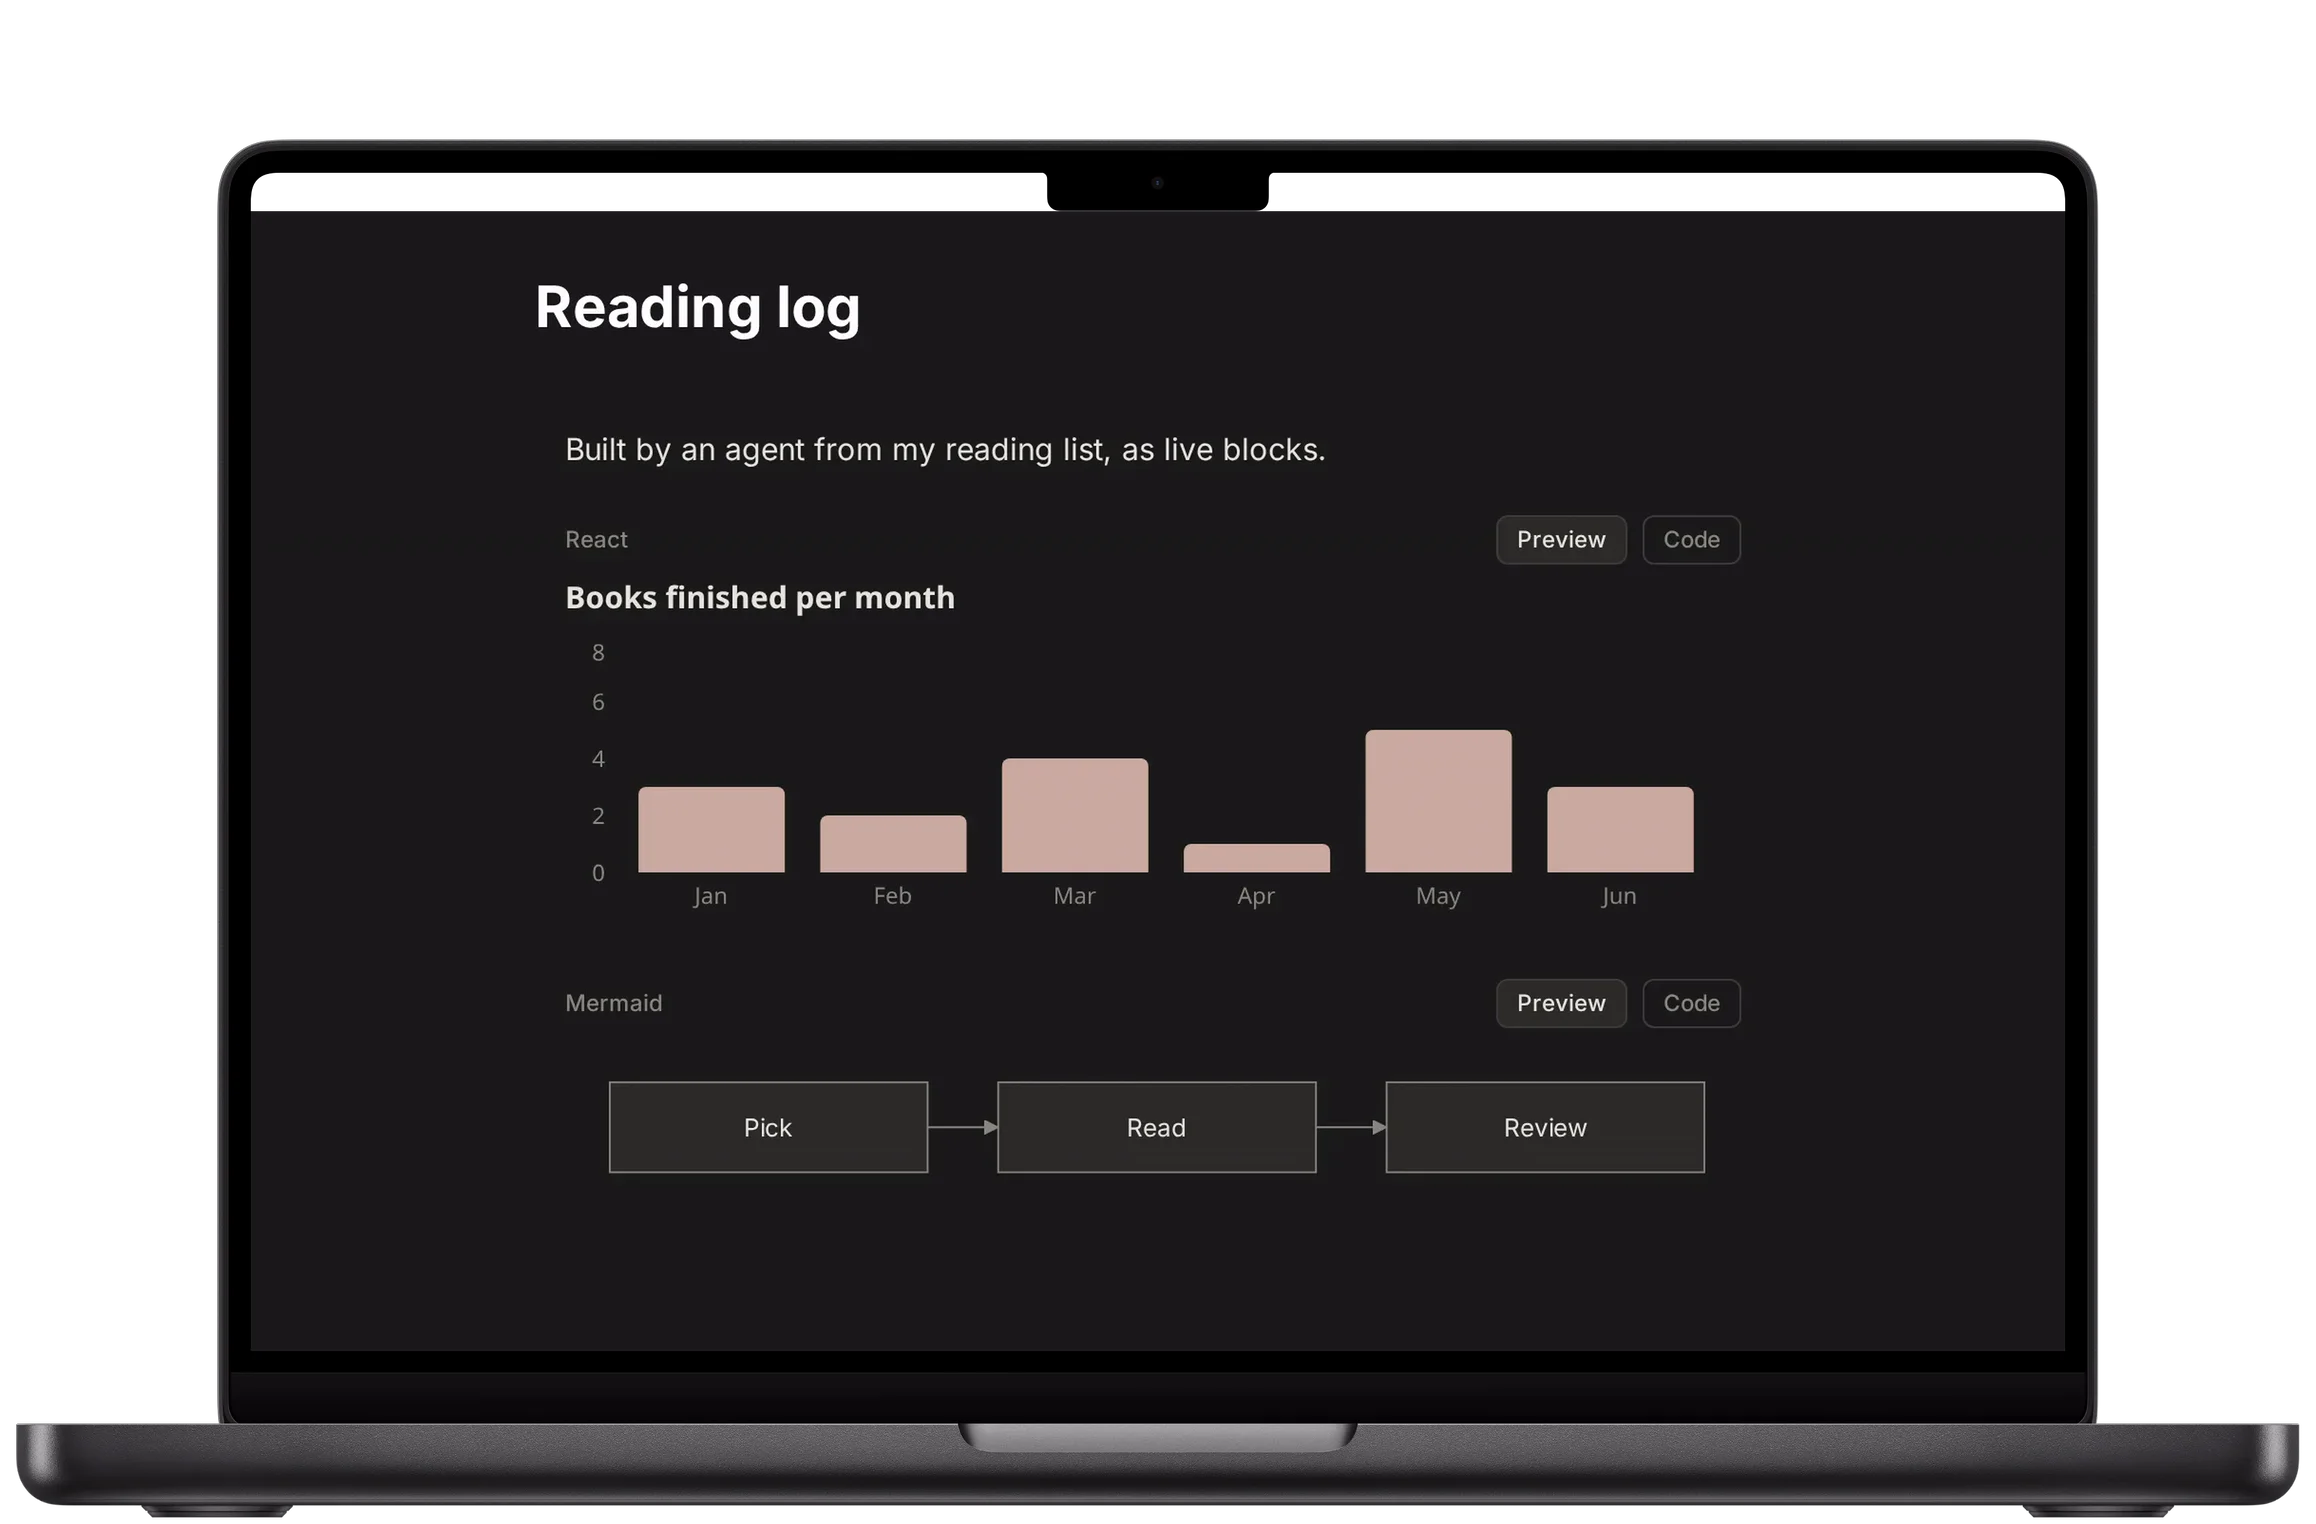 Reading log
Built by an agent from my reading list, as live blocks.
React
Preview
Code
Books finished per month
8
6
4
2
0
Jan
Feb
Mar
Apr
May
Jun
Mermaid
Preview
Code
Pick
Read
Review